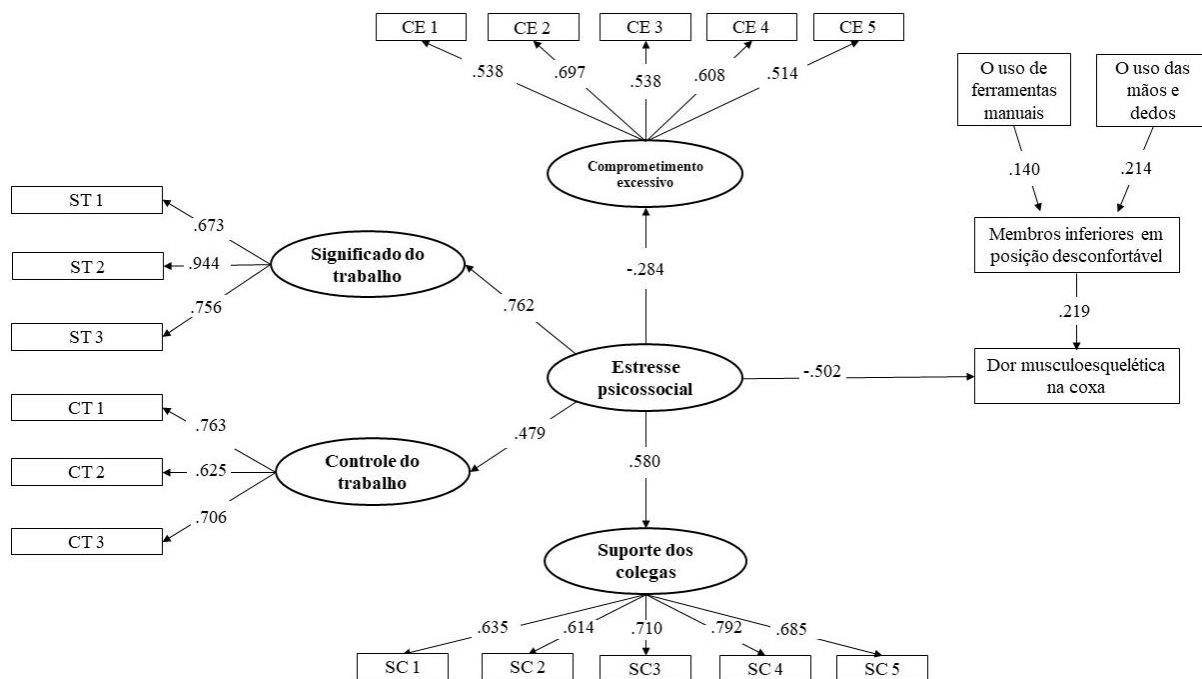 CE 1
CE 2
CE 3
CE 4
CE 5
.538
.697
.538
.608
.514
O uso de
ferramentas
manuais
O uso das
mãos e
dedos
.140
.214
Comprometimento
excessivo
ST 1
ST 2
ST 3
.673
.944
.756
Significado do
trabalho
-.284
.762
Membros inferiores em
posição desconfortável
.219
Estresse
psicossocial
-.502
Dor musculoesquelética
na coxa
CT 1
CT 2
CT 3
.763
.625
.706
Controle do
trabalho
.479
.580
Suporte dos
colegas
.635
.614
.710
.792
.685
SC 1
SC 2
SC3
SC 4
SC 5